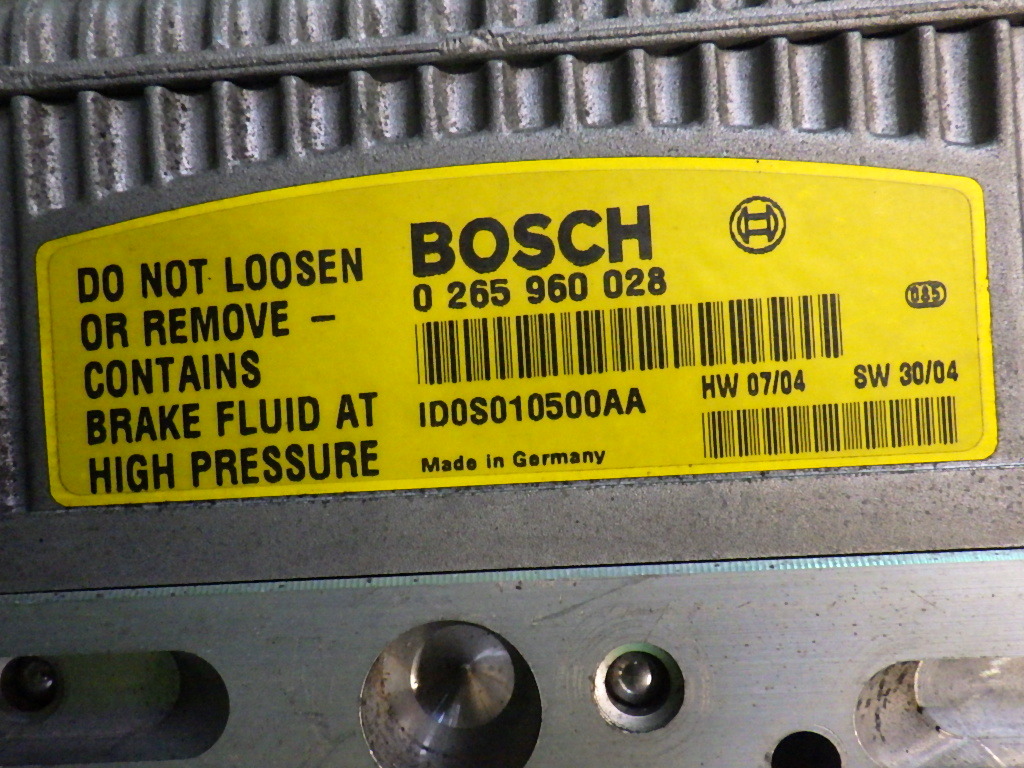 DO NOT LOOSEN
OR REMOVE –
CONTAINS
BRAKE FLUID AT
HIGH PRESSURE
BOSCH
0 265 960 028
085
ID0S010500AA
HW 07/04 SW 30/04
Made in Germany